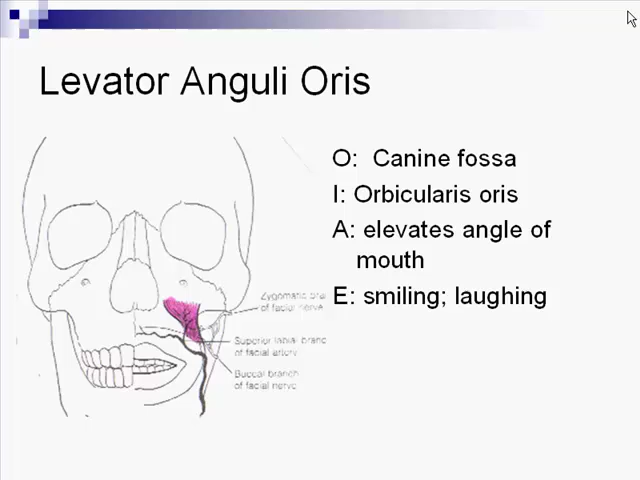 Levator Anguli Oris
O: Canine fossa
I: Orbicularis oris
A: elevates angle of
mouth
E: smiling; laughing
Zygomatic
of facial nerve
Superior labial branch
of facial artery
Buccal branch
of facial nerve